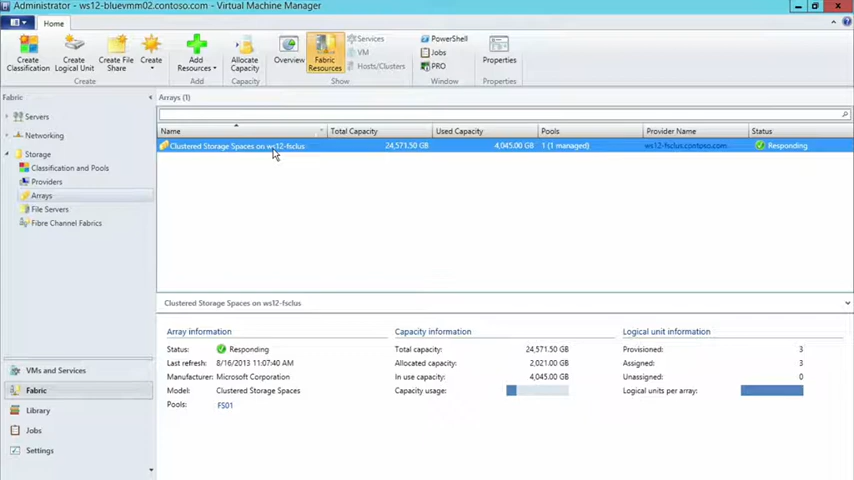 Administrator - ws12-bluevmm02.contoso.com - Virtual Machine Manager
Home
Create Classification
Create Logical Unit
Create File Share
Create
Add Resources
Allocate Capacity
Overview
Fabric Resources
Services
VM
Hosts/Clusters
PowerShell
Jobs
PRO
Properties
Create
Add
Capacity
Show
Window
Properties
Fabric
Servers
Networking
Storage
Classification and Pools
Providers
Arrays
File Servers
Fibre Channel Fabrics
VMs and Services
Fabric
Library
Jobs
Settings
Arrays (1)
Name Total Capacity Used Capacity Pools Provider Name Status
Clustered Storage Spaces on ws12-fsclus 24,571.50 GB 4,045.00 GB 1 (1 managed) ws12-fsclus.contoso.com Responding
Clustered Storage Spaces on ws12-fsclus
Array information
Status: Responding
Last refresh: 8/16/2013 11:07:40 AM
Manufacturer: Microsoft Corporation
Model: Clustered Storage Spaces
Pools: FS01
Capacity information
Total capacity: 24,571.50 GB
Allocated capacity: 2,021.00 GB
In use capacity: 4,045.00 GB
Capacity usage:
Logical unit information
Provisioned: 3
Assigned: 3
Unassigned: 0
Logical units per array: